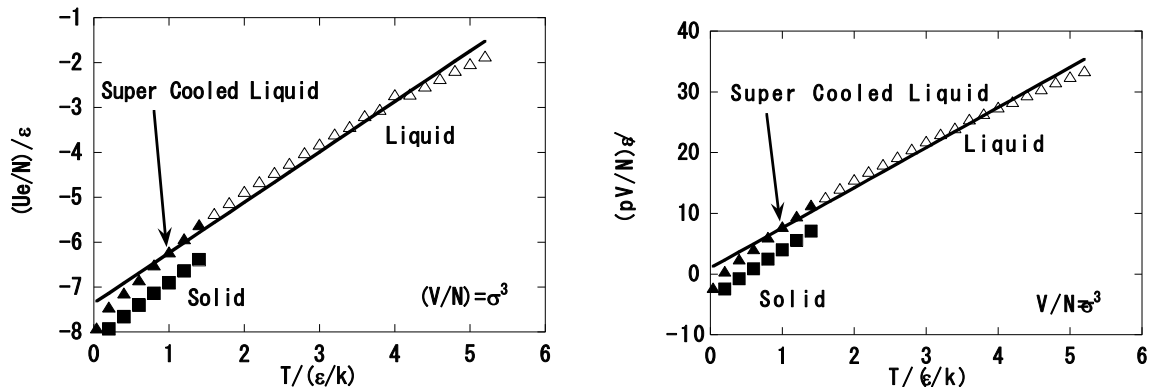 -1
-2
-3
-4
-5
-6
-7
-8
0
1
2
3
4
5
6
(Ue/N)/ε
T/(ε/k)
Super Cooled Liquid
Liquid
Solid
(V/N)=σ³
40
30
20
10
0
-10
0
1
2
3
4
5
6
(pV/N)/ε
T/(ε/k)
Super Cooled Liquid
Liquid
Solid
V/N=σ³